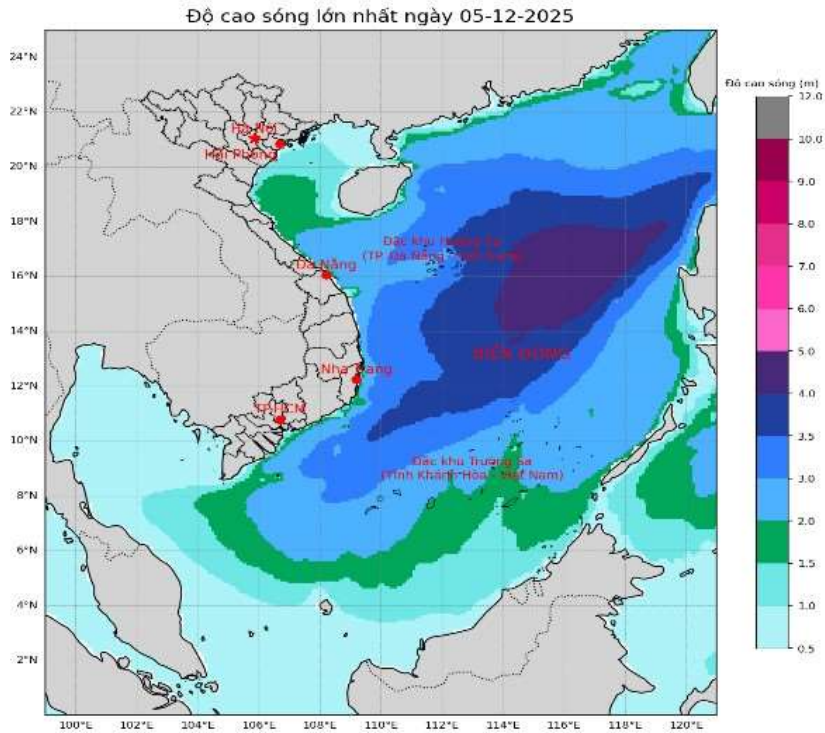 Độ cao sóng lớn nhất ngày 05-12-2025
Độ cao sóng (m)
24°N
22°N
20°N
18°N
16°N
14°N
12°N
10°N
8°N
6°N
4°N
2°N
100°E
102°E
104°E
106°E
108°E
110°E
112°E
114°E
116°E
118°E
120°E
Hà Nội
Hải Phòng
Đặc khu Hoàng Sa
(TP. Đà Nẵng - Việt Nam)
Đà Nẵng
BIỂN ĐÔNG
Nha Trang
TP.HCM
Đặc khu Trường Sa
(Tỉnh Khánh Hòa - Việt Nam)
12.0
10.0
9.0
8.0
7.0
6.0
5.0
4.0
3.5
3.0
2.0
1.5
1.0
0.5